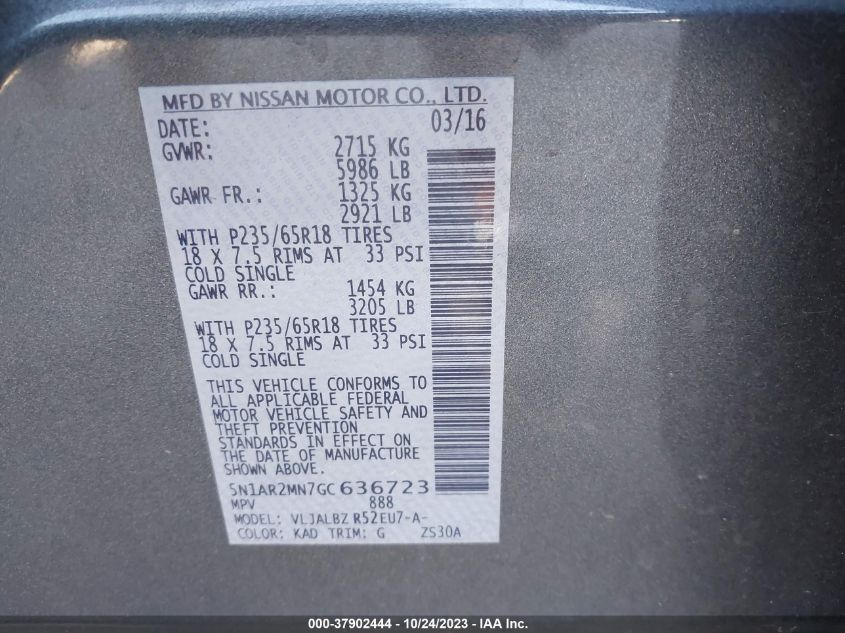 MFD BY NISSAN MOTOR CO., LTD.
DATE: 03/16
GVWR: 2715 KG
5986 LB
GAWR FR.: 1325 KG
2921 LB
WITH P235/65R18 TIRES
18 X 7.5 RIMS AT 33 PSI
COLD SINGLE
GAWR RR.: 1454 KG
3205 LB
WITH P235/65R18 TIRES
18 X 7.5 RIMS AT 33 PSI
COLD SINGLE
THIS VEHICLE CONFORMS TO
ALL APPLICABLE FEDERAL
MOTOR VEHICLE SAFETY AND
THEFT PREVENTION
STANDARDS IN EFFECT ON
THE DATE OF MANUFACTURE
SHOWN ABOVE.
5N1AR2MN7GC636723
MPV 888
MODEL: VLJALBZ R52EU7-A-
COLOR: KAD TRIM: G ZS30A
000-37902444 - 10/24/2023 - IAA Inc.